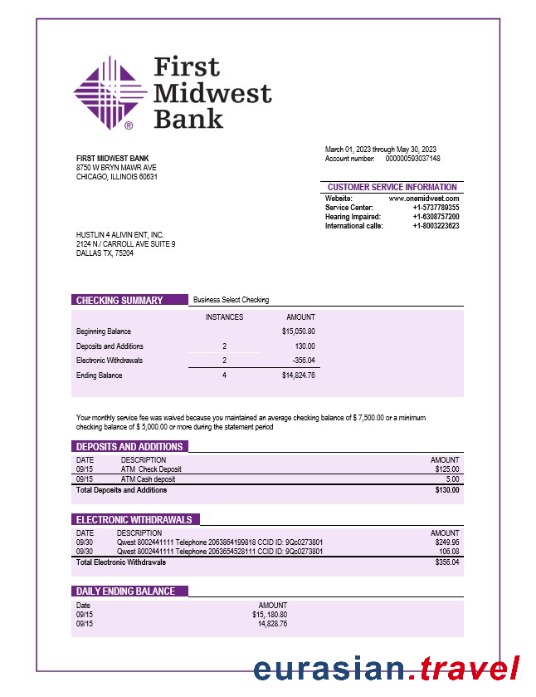 First
Midwest
Bank
®
March 01, 2023 through May 30, 2023
Account number: 000000593037148
FIRST MIDWEST BANK
8750 W BRYN MAWR AVE
CHICAGO, ILLINOIS 60631
CUSTOMER SERVICE INFORMATION
Website: www.onemidwest.com
Service Center: +1-5737789355
Hearing Impaired: +1-6308757200
International calls: +1-8003223623
HUSTLIN 4 ALIVIN ENT, INC.
2124 N./ CARROLL AVE SUITE 9
DALLAS TX, 75204
CHECKING SUMMARY Business Select Checking
INSTANCES AMOUNT
Beginning Balance $15,050.80
Deposits and Additions 2 130.00
Electronic Withdrawals 2 -356.04
Ending Balance 4 $14,824.76
Your monthly service fee was waived because you maintained an average checking balance of $ 7,500.00 or a minimum
checking balance of $ 5,000.00 or more during the statement period
DEPOSITS AND ADDITIONS
DATE DESCRIPTION AMOUNT
09/15 ATM Check Deposit $125.00
09/15 ATM Cash deposit 5.00
Total Deposits and Additions $130.00
ELECTRONIC WITHDRAWALS
DATE DESCRIPTION AMOUNT
09/30 Qwest 8002441111 Telephone 2063864199818 CCID ID: 9Qp0273801 $249.96
09/30 Qwest 8002441111 Telephone 2063654528111 CCID ID: 9Qp0273801 106.08
Total Electronic Withdrawals $356.04
DAILY ENDING BALANCE
Date AMOUNT
09/15 $15, 180.80
09/15 14,828.76
eurasian.travel